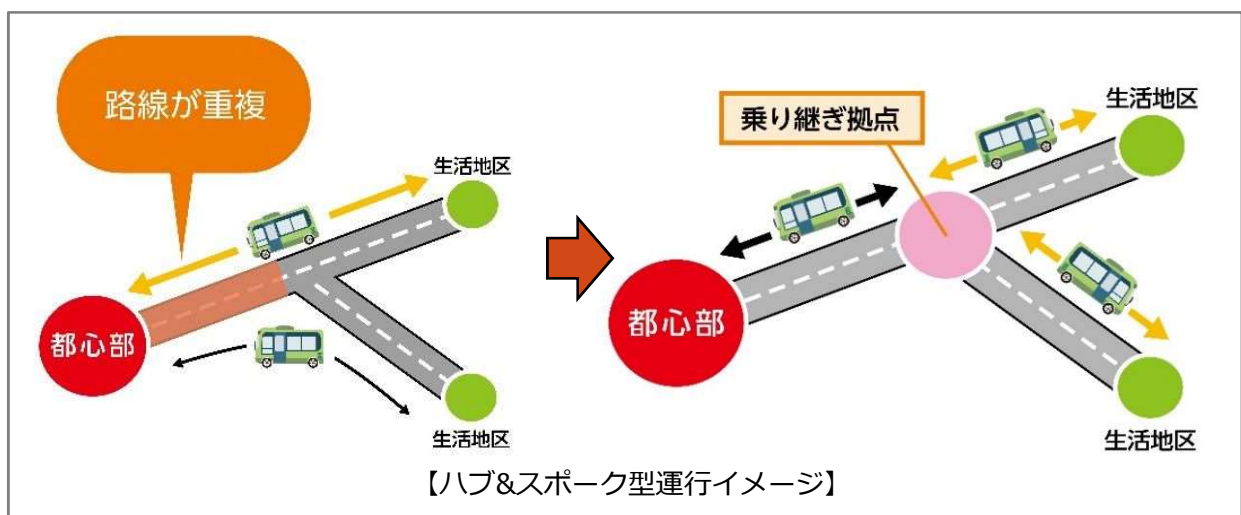 路線が重複
生活地区
都心部
生活地区
乗り継ぎ拠点
生活地区
都心部
生活地区
【ハブ&スポーク型運行イメージ】